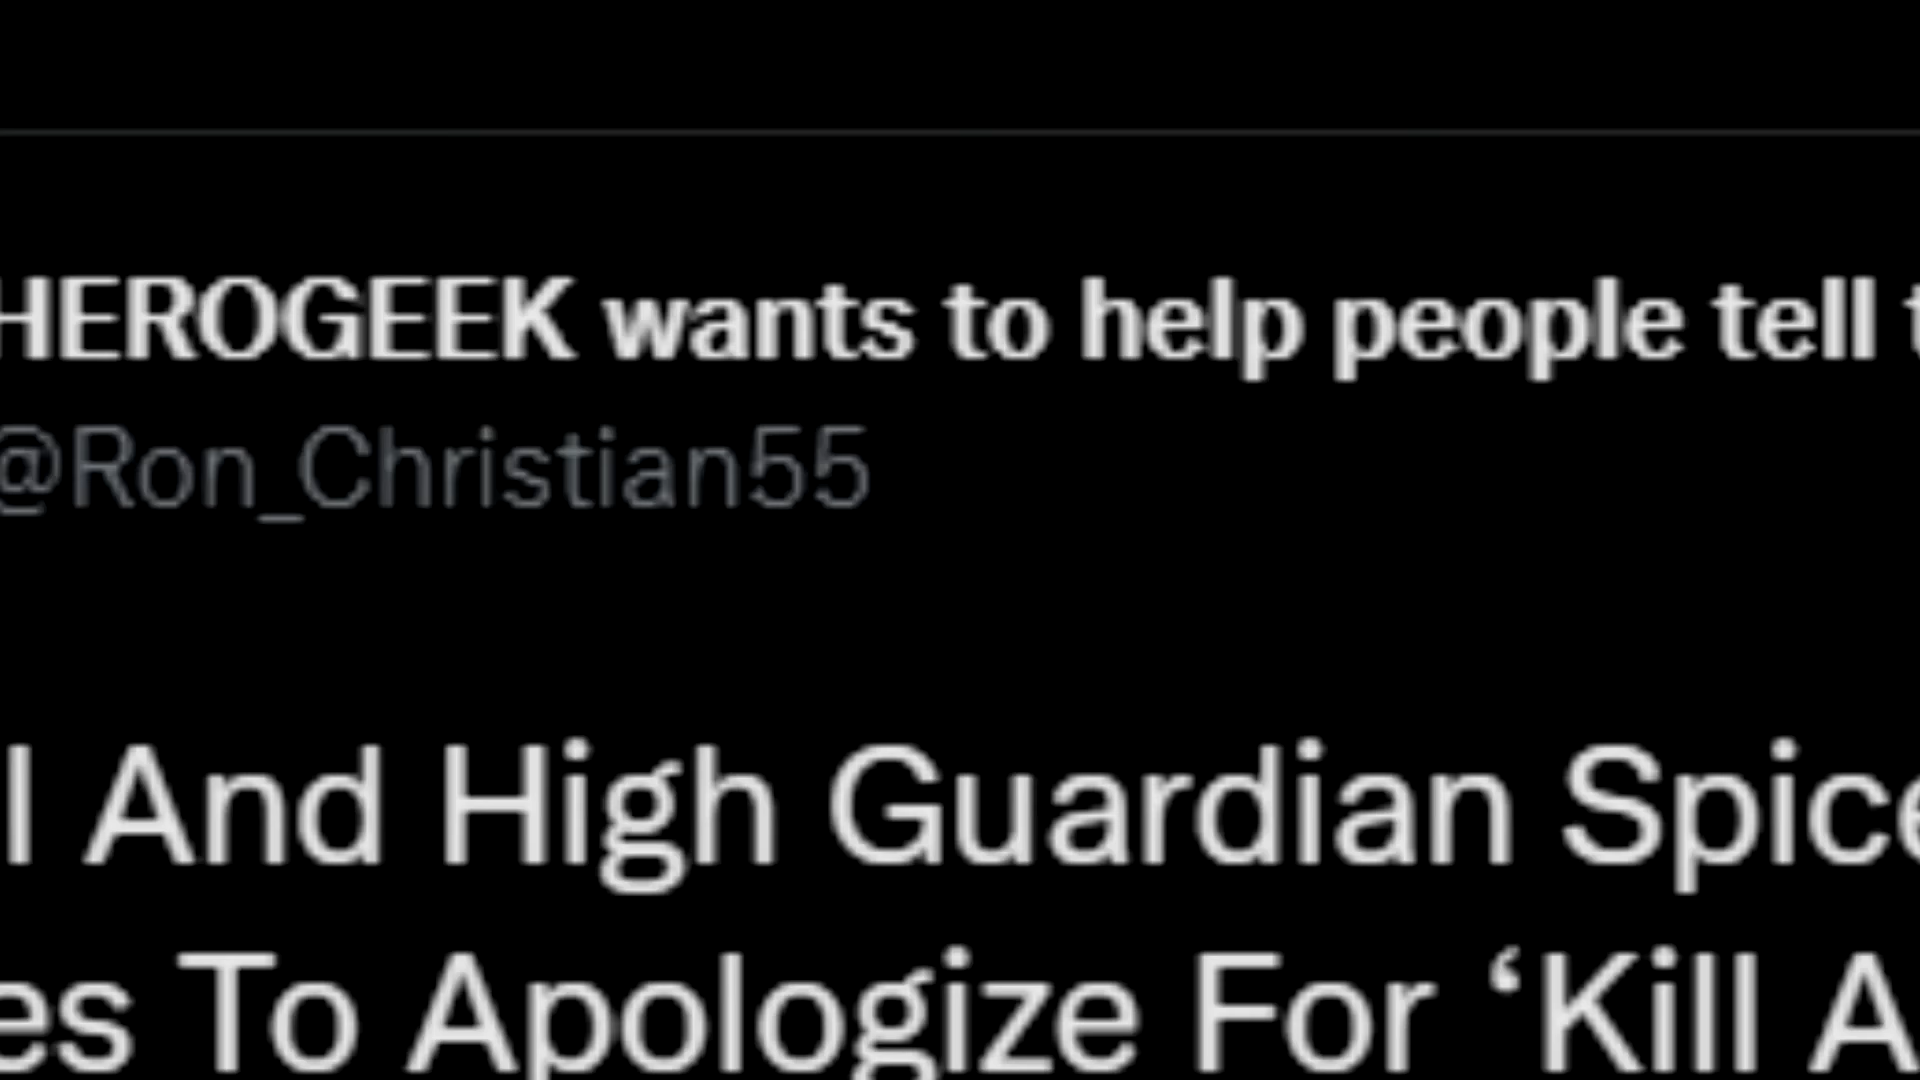 HEROGEEK wants to help people tell t
@Ron_Christian55
l And High Guardian Spice
es To Apologize For ‘Kill A